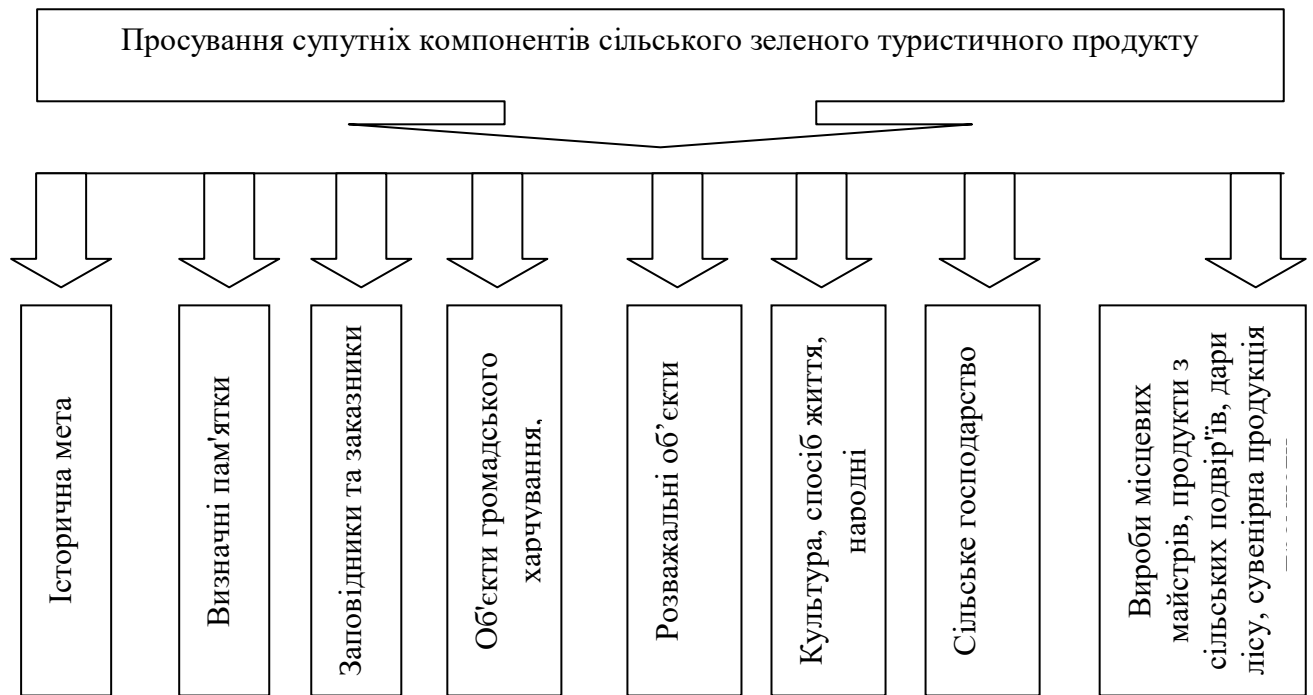 Просування супутніх компонентів сільського зеленого туристичного продукту
Історична мета
Визначні пам'ятки
Заповідники та заказники
Об'єкти громадського
харчування,
Розважальні об’єкти
Культура, спосіб життя,
народні
Сільське господарство
Вироби місцевих
майстрів, продукти з
сільських подвір'їв, дари
лісу, сувенірна продукція